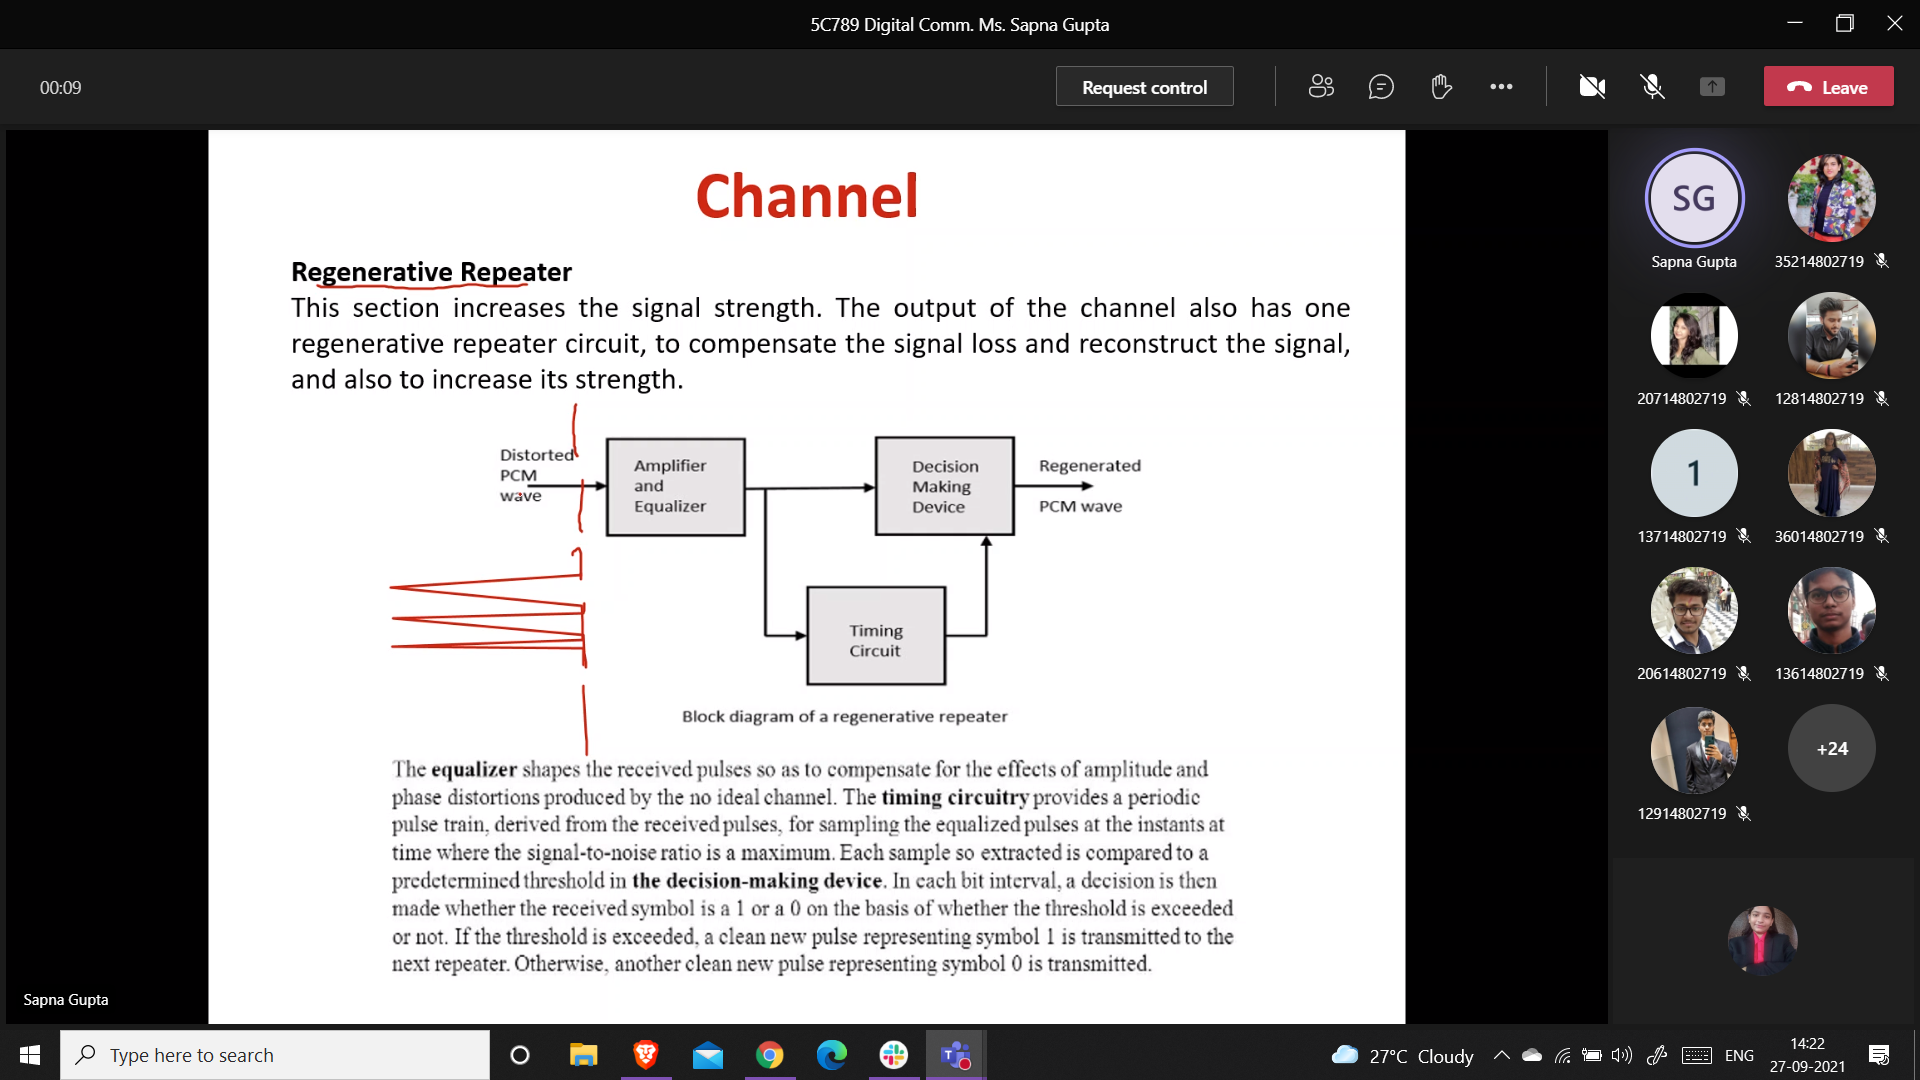 5C789 Digital Comm. Ms. Sapna Gupta
00:09
Request control
Leave
Channel
Regenerative Repeater
This section increases the signal strength. The output of the channel also has one
regenerative repeater circuit, to compensate the signal loss and reconstruct the signal,
and also to increase its strength.
Distorted
PCM
wave
Amplifier
and
Equalizer
Decision
Making
Device
Regenerated
PCM wave
Timing
Circuit
Block diagram of a regenerative repeater
The equalizer shapes the received pulses so as to compensate for the effects of amplitude and
phase distortions produced by the no ideal channel. The timing circuitry provides a periodic
pulse train, derived from the received pulses, for sampling the equalized pulses at the instants at
time where the signal-to-noise ratio is a maximum. Each sample so extracted is compared to a
predetermined threshold in the decision-making device. In each bit interval, a decision is then
made whether the received symbol is a 1 or a 0 on the basis of whether the threshold is exceeded
or not. If the threshold is exceeded, a clean new pulse representing symbol 1 is transmitted to the
next repeater. Otherwise, another clean new pulse representing symbol 0 is transmitted.
Sapna Gupta
SG
Sapna Gupta
35214802719
20714802719
12814802719
1
13714802719
36014802719
20614802719
13614802719
12914802719
+24
Type here to search
27°C Cloudy
ENG
14:22
27-09-2021